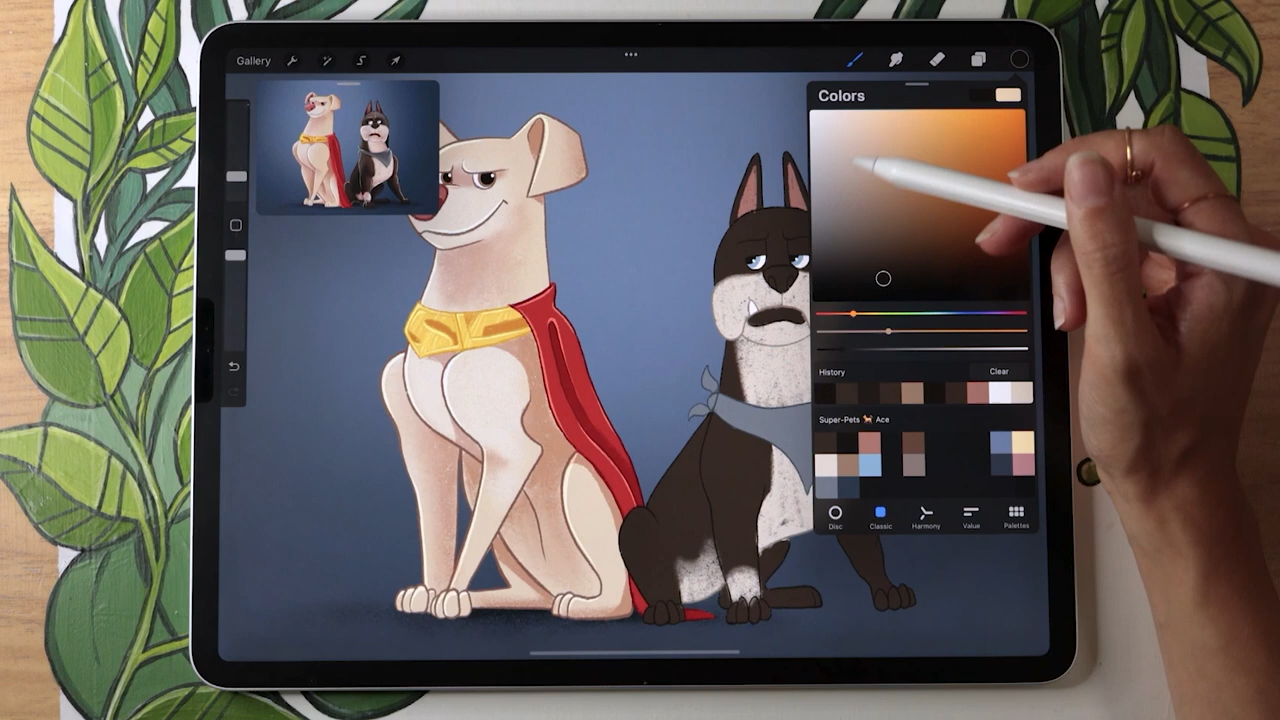 Gallery
Colors
History Clear
Super-Pets 🐕 Ace
Disc Classic Harmony Value Palettes